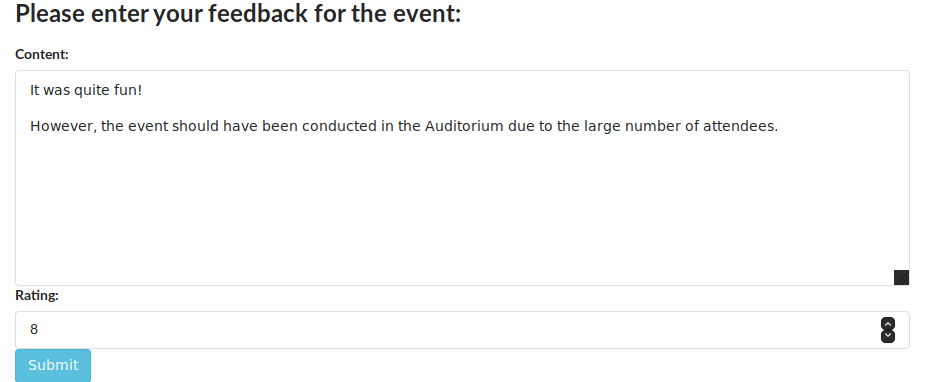 Please enter your feedback for the event:
Content:
It was quite fun!
However, the event should have been conducted in the Auditorium due to the large number of attendees.
Rating:
8
Submit